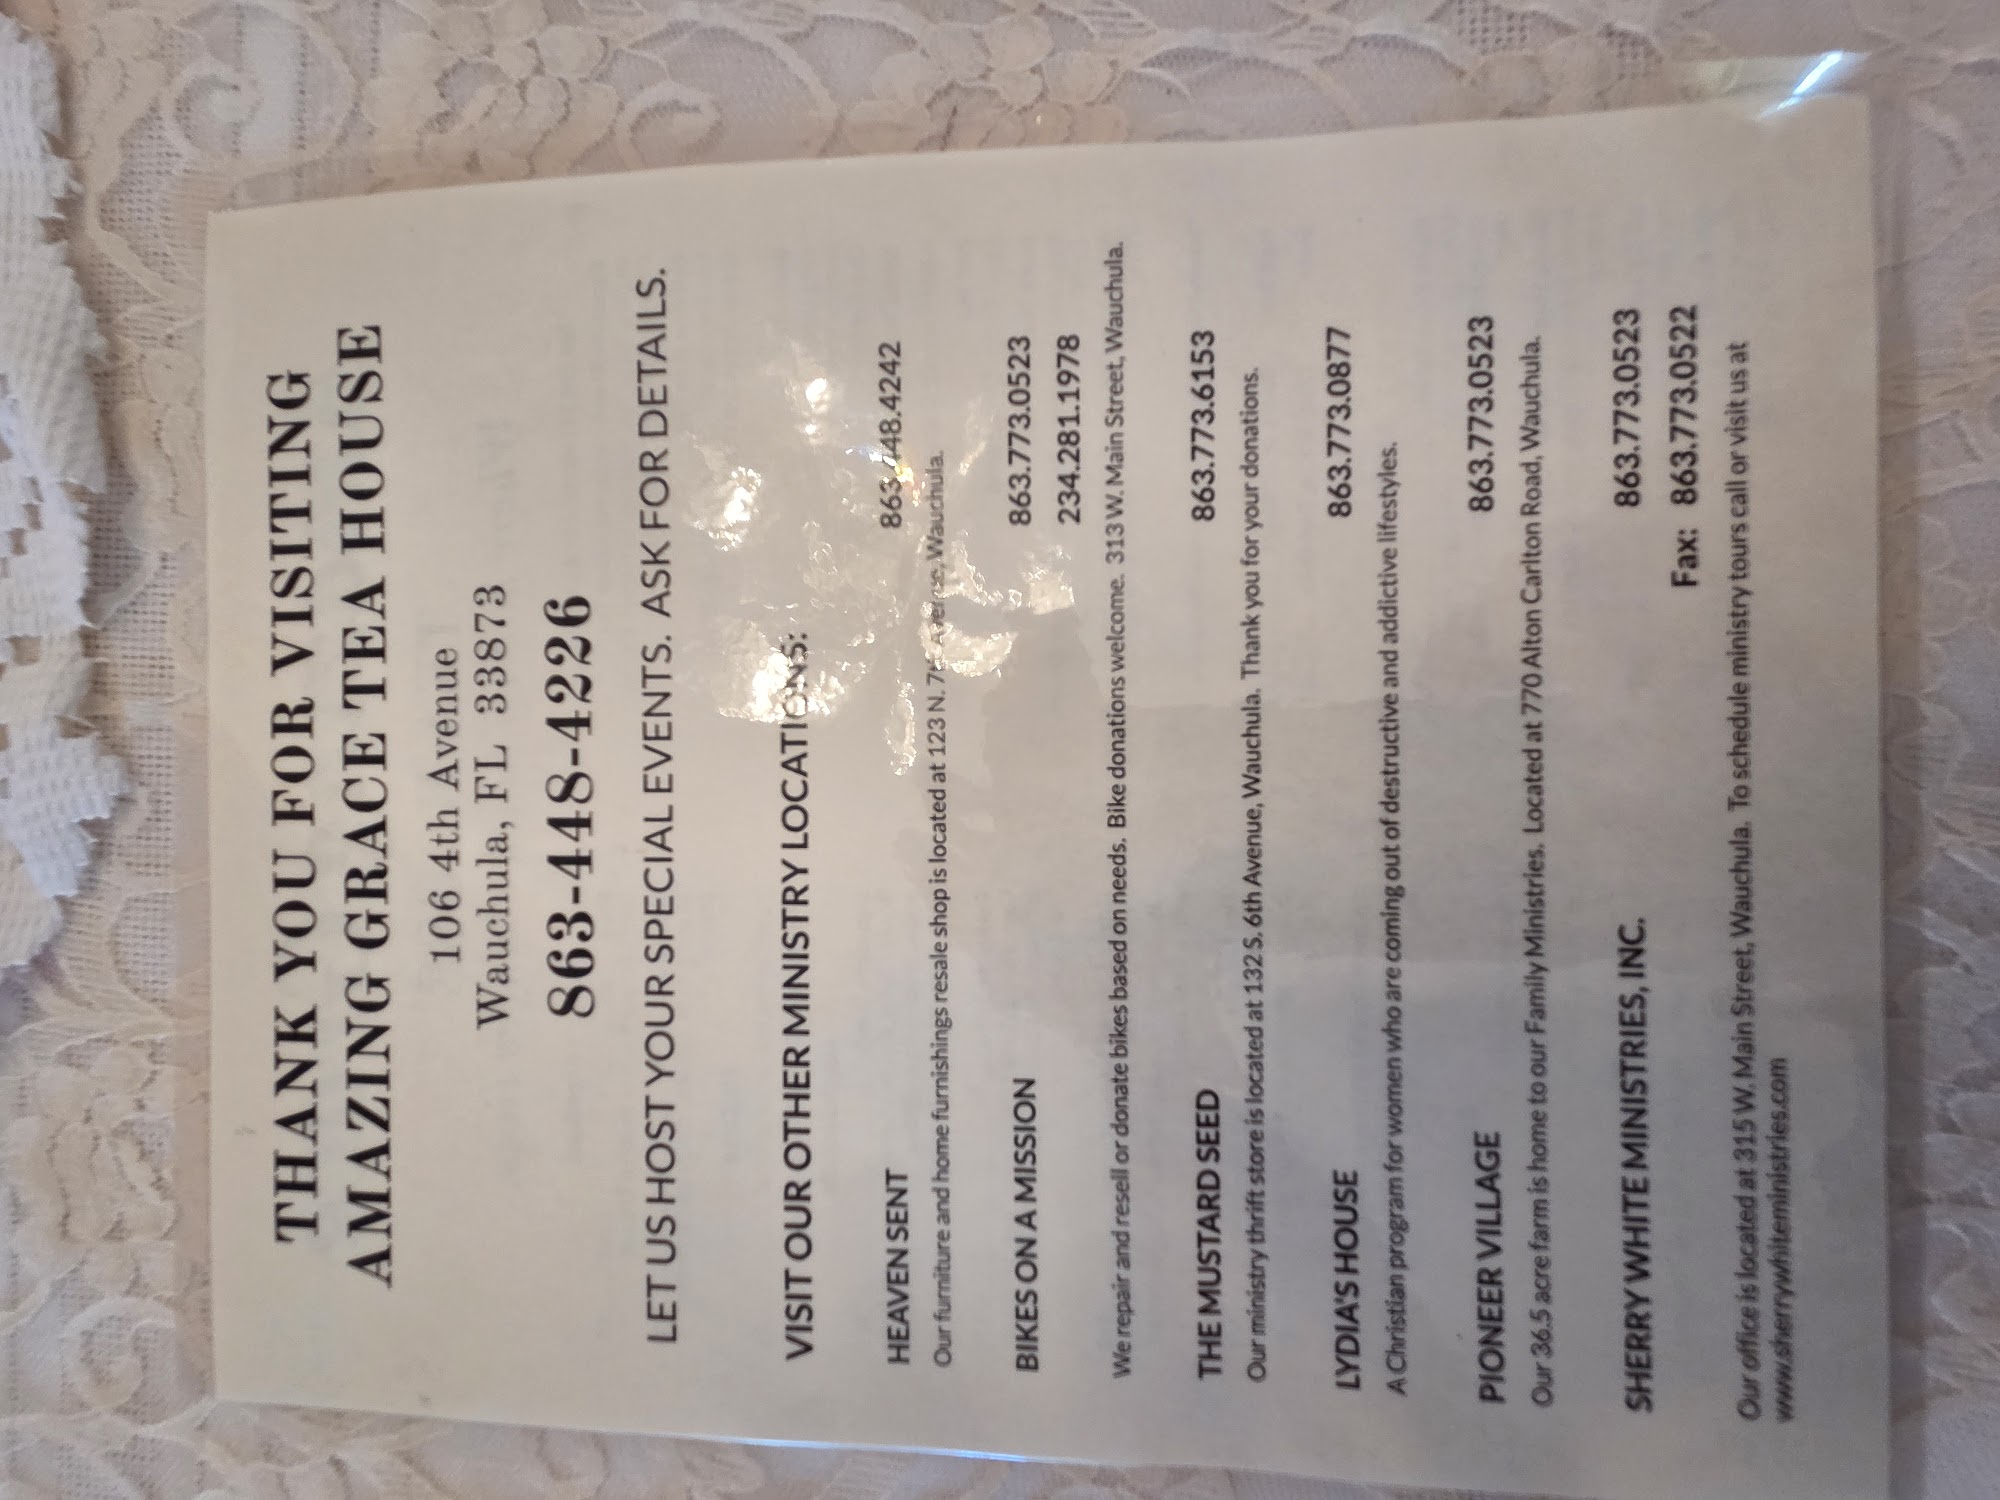 THANK YOU FOR VISITING
AMAZING GRACE TEA HOUSE
106 4th Avenue
Wauchula, FL 33873
863-448-4226
LET US HOST YOUR SPECIAL EVENTS. ASK FOR DETAILS.
VISIT OUR OTHER MINISTRY LOCATIONS:
HEAVEN SENT 863.448.4242
Our furniture and home furnishings resale shop is located at 123 N. 7th Avenue, Wauchula.
BIKES ON A MISSION 863.773.0523
234.281.1978
We repair and resell or donate bikes based on needs. Bike donations welcome. 313 W. Main Street, Wauchula.
THE MUSTARD SEED 863.773.6153
Our ministry thrift store is located at 132 S. 6th Avenue, Wauchula. Thank you for your donations.
LYDIA'S HOUSE 863.773.0877
A Christian program for women who are coming out of destructive and addictive lifestyles.
PIONEER VILLAGE 863.773.0523
Our 36.5 acre farm is home to our Family Ministries. Located at 770 Alton Carlton Road, Wauchula.
SHERRY WHITE MINISTRIES, INC. 863.773.0523
Fax: 863.773.0522
Our office is located at 315 W. Main Street, Wauchula. To schedule ministry tours call or visit us at
www.sherrywhiteministries.com